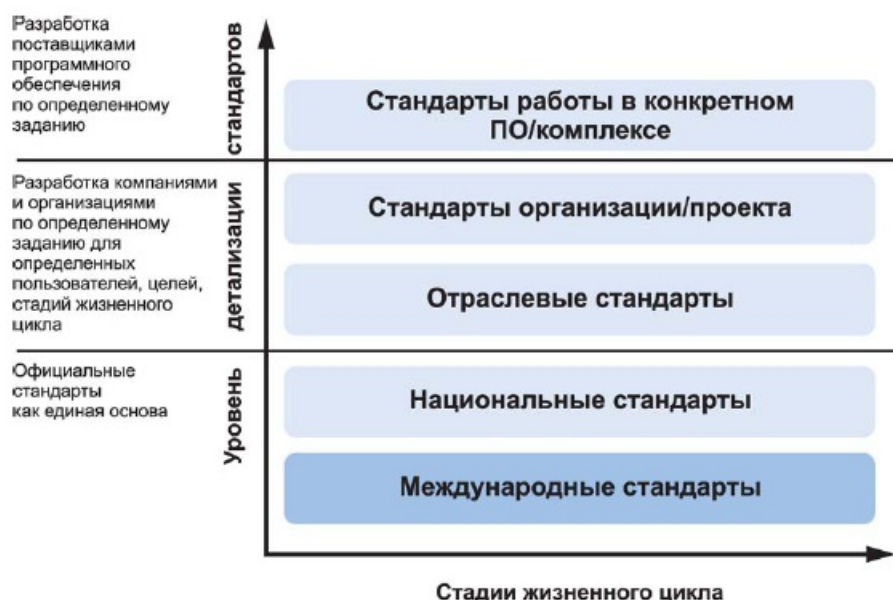 Разработка
поставщиками
программного
обеспечения
по определенному
заданию
Разработка компаниями
и организациями
по определенному
заданию для
определенных
пользователей, целей,
стадий жизненного
цикла
Официальные
стандарты
как единая основа
Уровень детализации стандартов
Стандарты работы в конкретном
ПО/комплексе
Стандарты организации/проекта
Отраслевые стандарты
Национальные стандарты
Международные стандарты
Стадии жизненного цикла